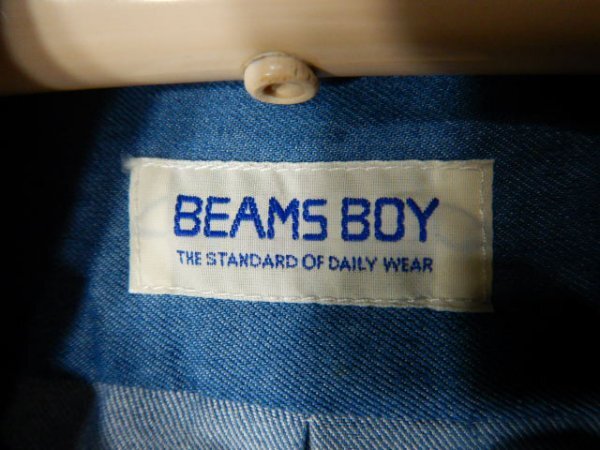 BEAMS BOY
THE STANDARD OF DAILY WEAR